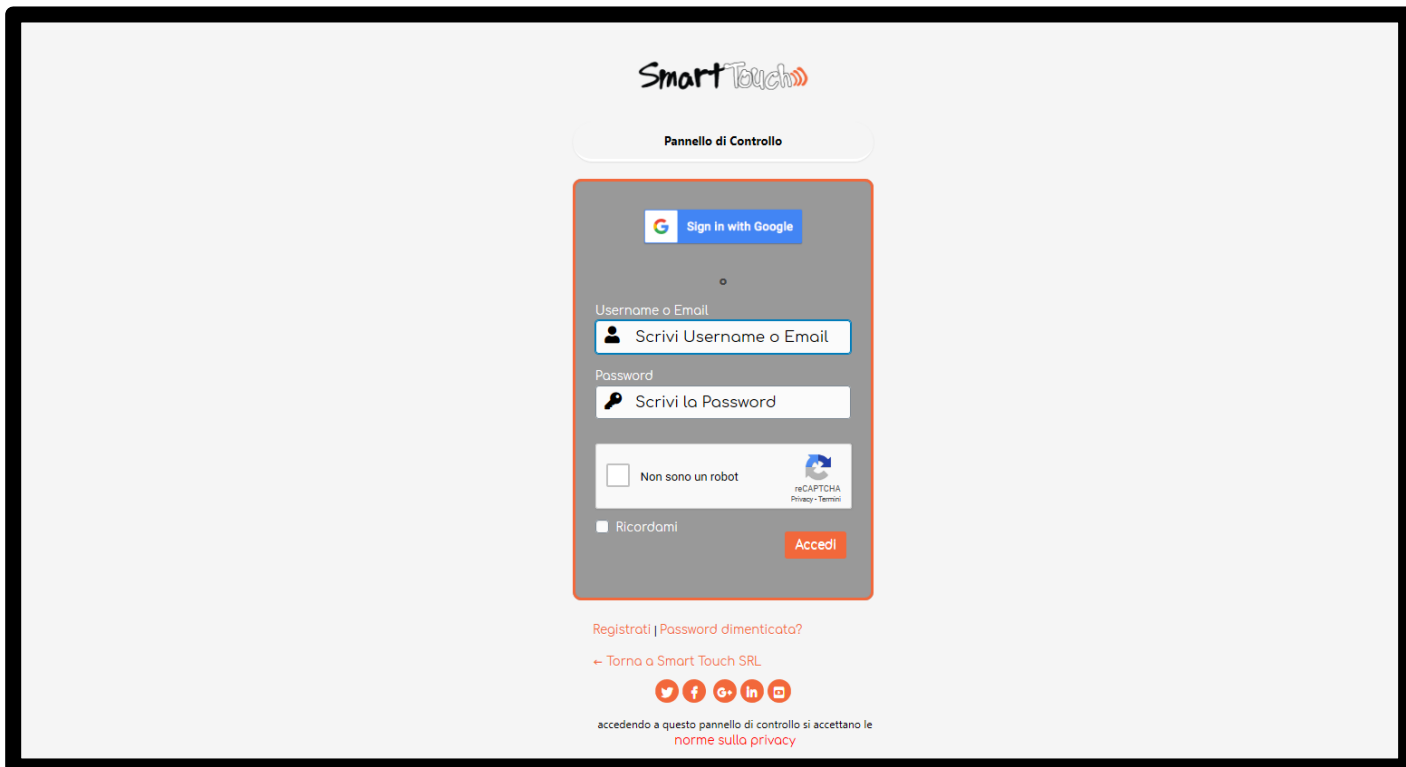 Smart Touch
Pannello di Controllo
Sign in with Google
o
Username o Email
Scrivi Username o Email
Password
Scrivi la Password
Non sono un robot
reCAPTCHA
Privacy - Termini
Ricordami
Accedi
Registrati | Password dimenticata?
← Torna a Smart Touch SRL
accedendo a questo pannello di controllo si accettano le
norme sulla privacy